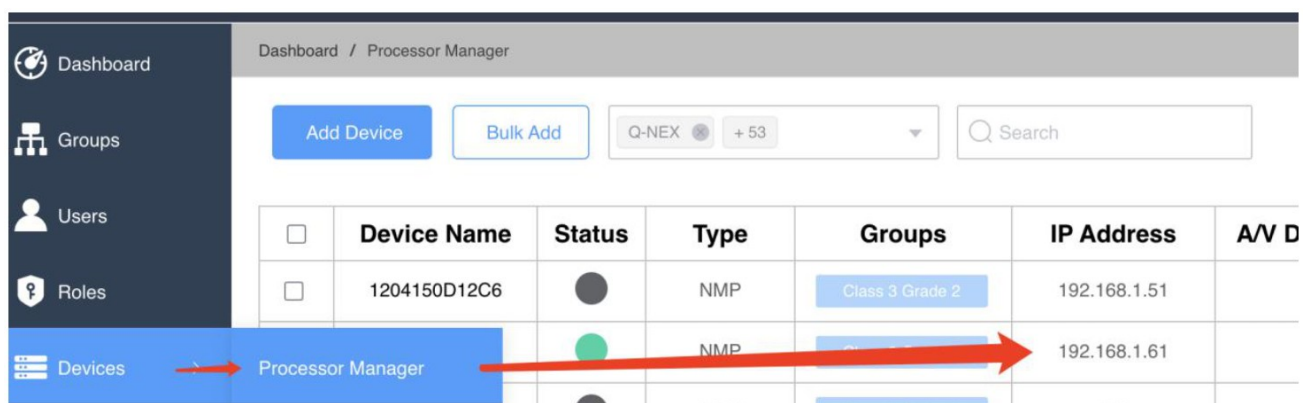 Dashboard
Groups
Users
Roles
Devices
Processor Manager
Dashboard / Processor Manager
Add Device
Bulk Add
Q-NEX
+ 53
Search
Device Name Status Type Groups IP Address A/V D
1204150D12C6 NMP Class 3 Grade 2 192.168.1.51
NMP 192.168.1.61